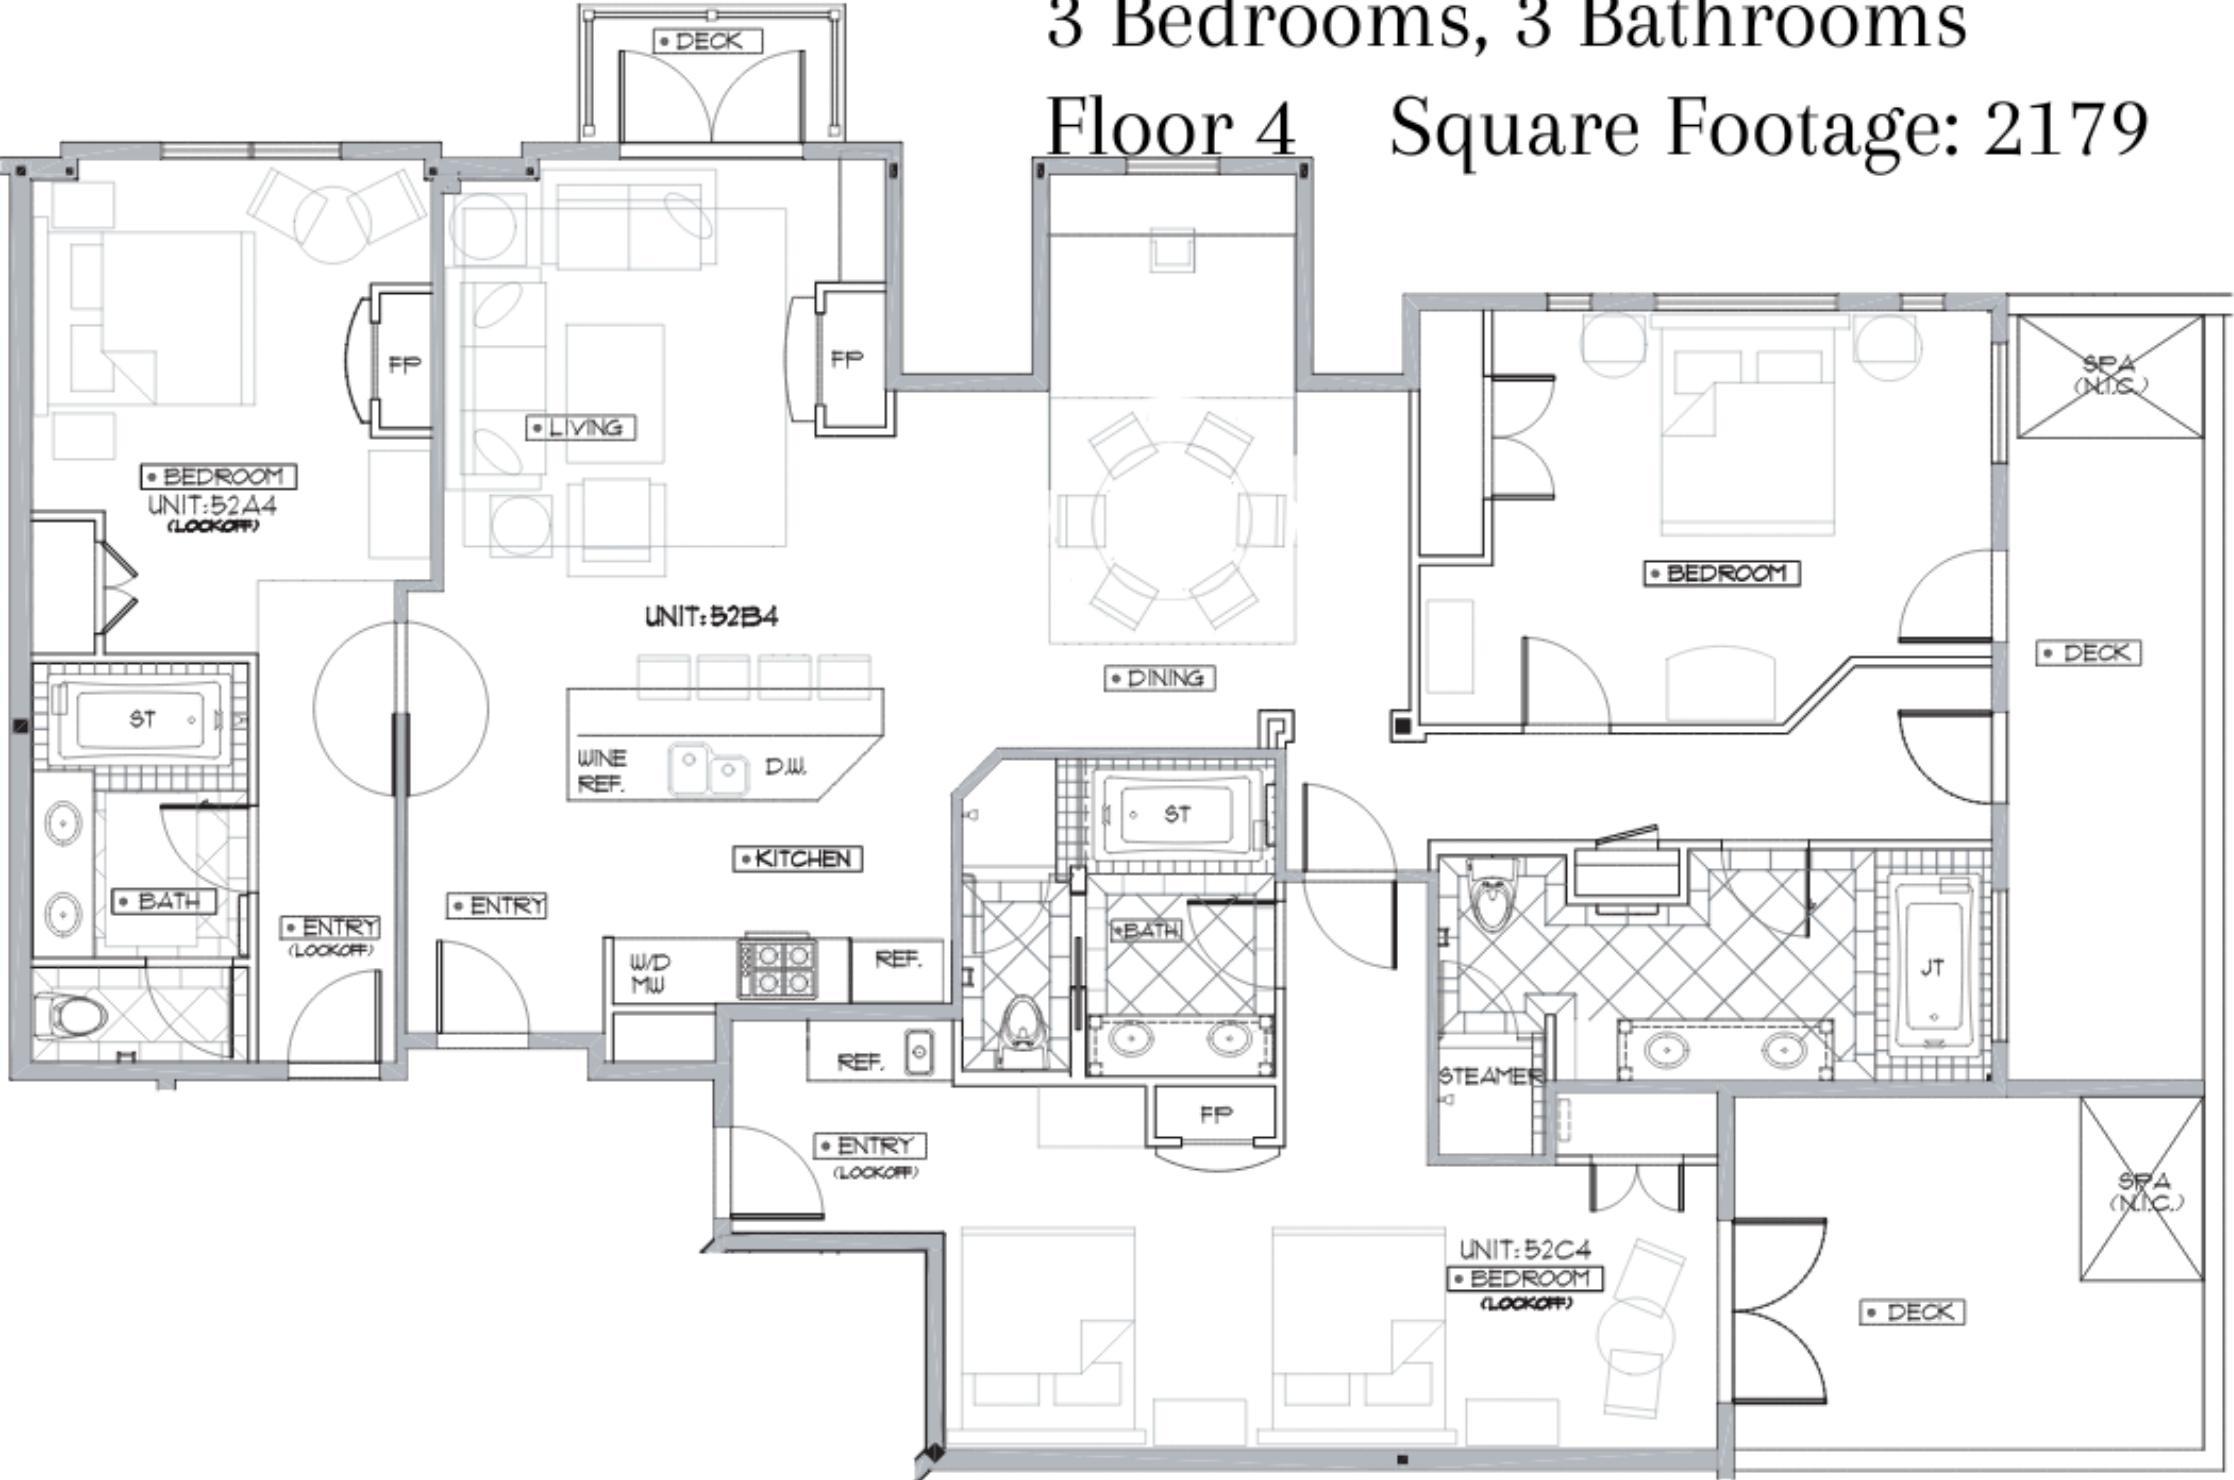 3 Bedrooms, 3 Bathrooms
Floor 4 Square Footage: 2179
DECK
FP
FP
SPA
(N.I.C.)
LIVING
BEDROOM
UNIT:52A4
(LOCKOFF)
BEDROOM
UNIT:52B4
DECK
DINING
ST
WINE
REF.
D.W.
ST
KITCHEN
BATH
ENTRY
ENTRY
(LOCKOFF)
BATH
W/D
MW
REF.
JT
REF.
STEAMER
FP
ENTRY
(LOCKOFF)
SPA
(N.I.C.)
UNIT:52C4
BEDROOM
(LOCKOFF)
DECK